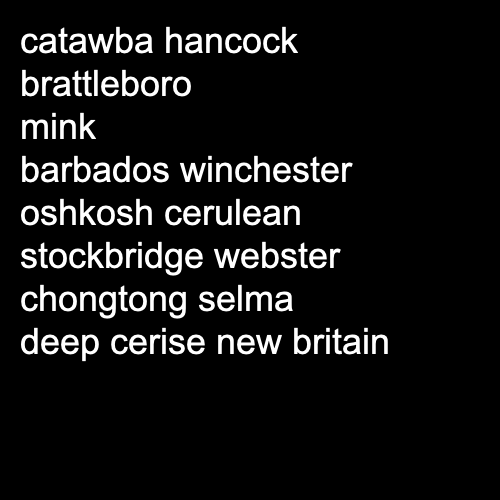 catawba hancock
brattleboro
mink
barbados winchester
oshkosh cerulean
stockbridge webster
chongtong selma
deep cerise new britain